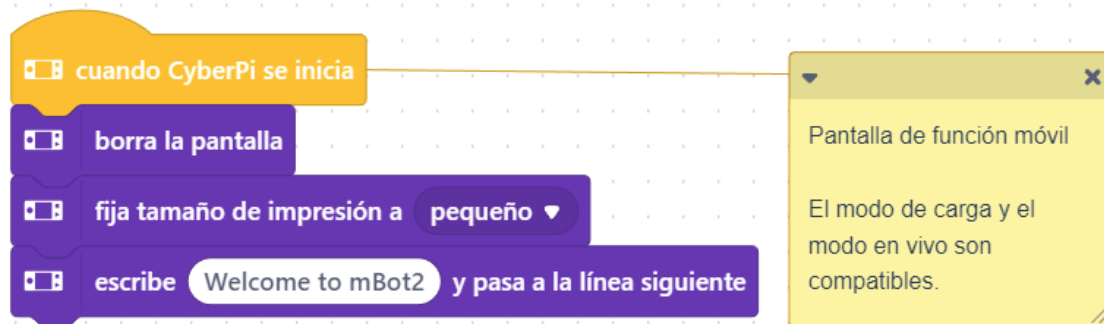 cuando CyberPi se inicia
borra la pantalla
fija tamaño de impresión a pequeño
escribe Welcome to mBot2 y pasa a la línea siguiente
Pantalla de función móvil
El modo de carga y el
modo en vivo son
compatibles.